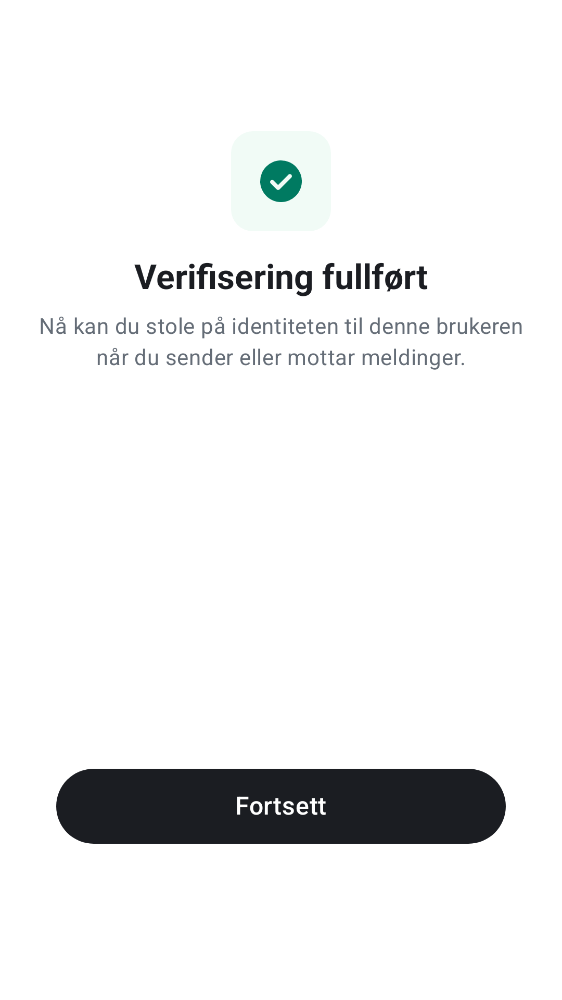 Verifisering fullført
Nå kan du stole på identiteten til denne brukeren
når du sender eller mottar meldinger.
Fortsett